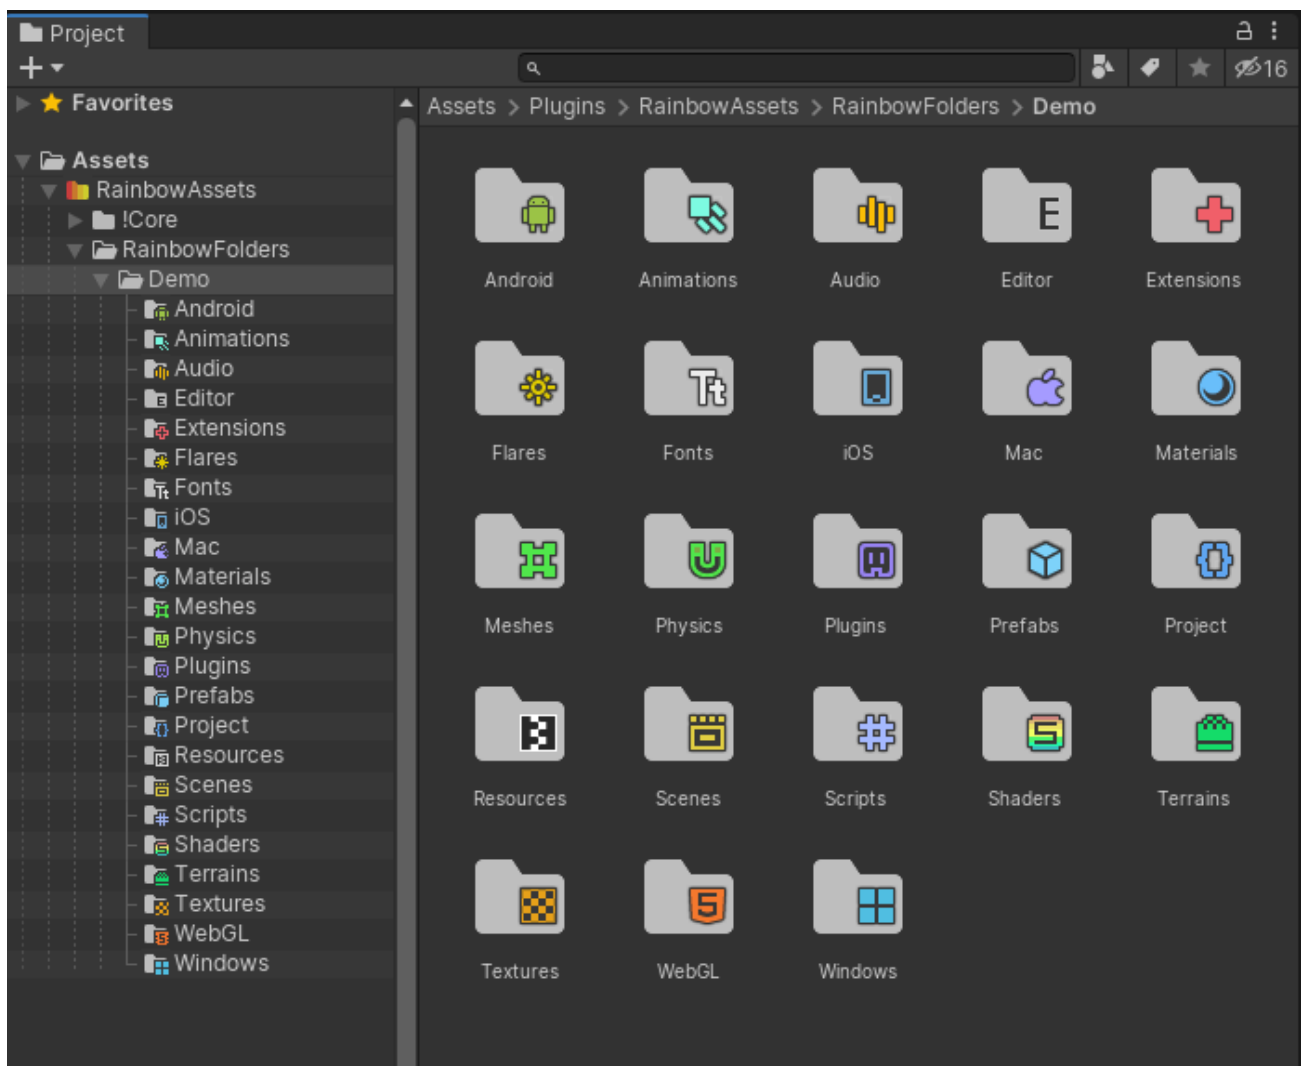 Project
16
Favorites
Assets
RainbowAssets
!Core
RainbowFolders
Demo
Android
Animations
Audio
Editor
Extensions
Flares
Fonts
iOS
Mac
Materials
Meshes
Physics
Plugins
Prefabs
Project
Resources
Scenes
Scripts
Shaders
Terrains
Textures
WebGL
Windows
Assets > Plugins > RainbowAssets > RainbowFolders > Demo
E
Android Animations Audio Editor Extensions
Tt
Flares Fonts iOS Mac Materials
Meshes Physics Plugins Prefabs Project
S
Resources Scenes Scripts Shaders Terrains
5
Textures WebGL Windows